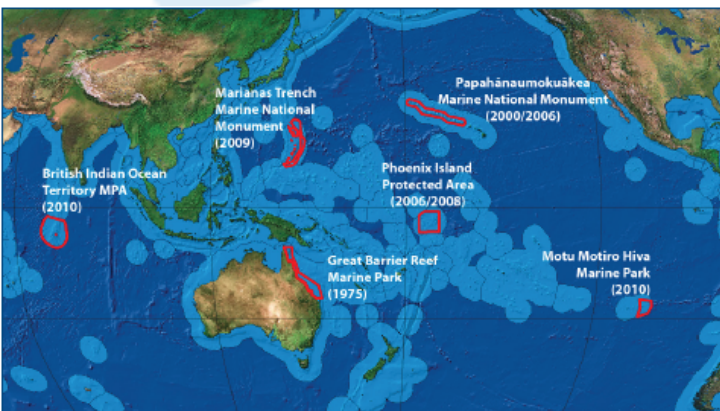 Marianas Trench
Marine National
Monument
(2009)
Papahānaumokuākea
Marine National Monument
(2000/2006)
British Indian Ocean
Territory MPA
(2010)
Phoenix Island
Protected Area
(2006/2008)
Great Barrier Reef
Marine Park
(1975)
Motu Motiro Hiva
Marine Park
(2010)